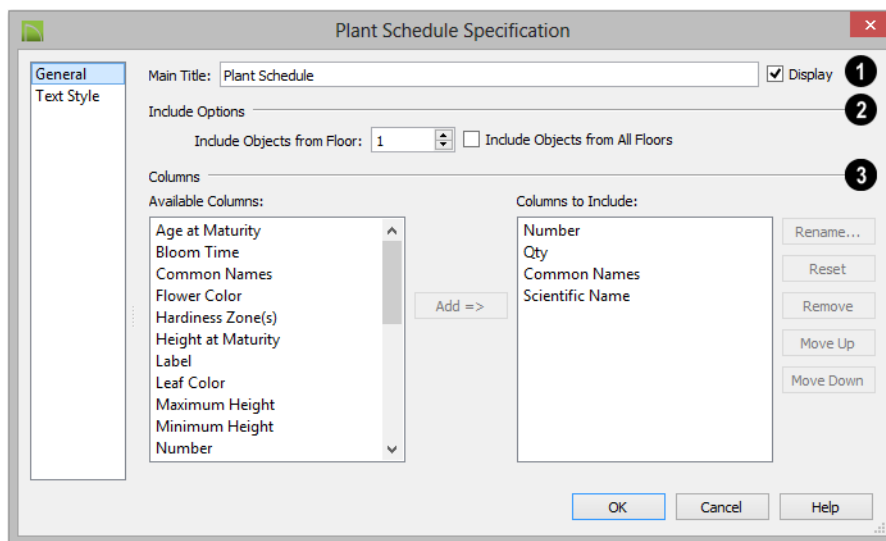 Plant Schedule Specification
General
Text Style
Main Title: Plant Schedule Display 1
Include Options 2
Include Objects from Floor: 1 Include Objects from All Floors
Columns 3
Available Columns:
Age at Maturity
Bloom Time
Common Names
Flower Color
Hardiness Zone(s)
Height at Maturity
Label
Leaf Color
Maximum Height
Minimum Height
Number
Add =>
Columns to Include:
Number
Qty
Common Names
Scientific Name
Rename...
Reset
Remove
Move Up
Move Down
OK Cancel Help